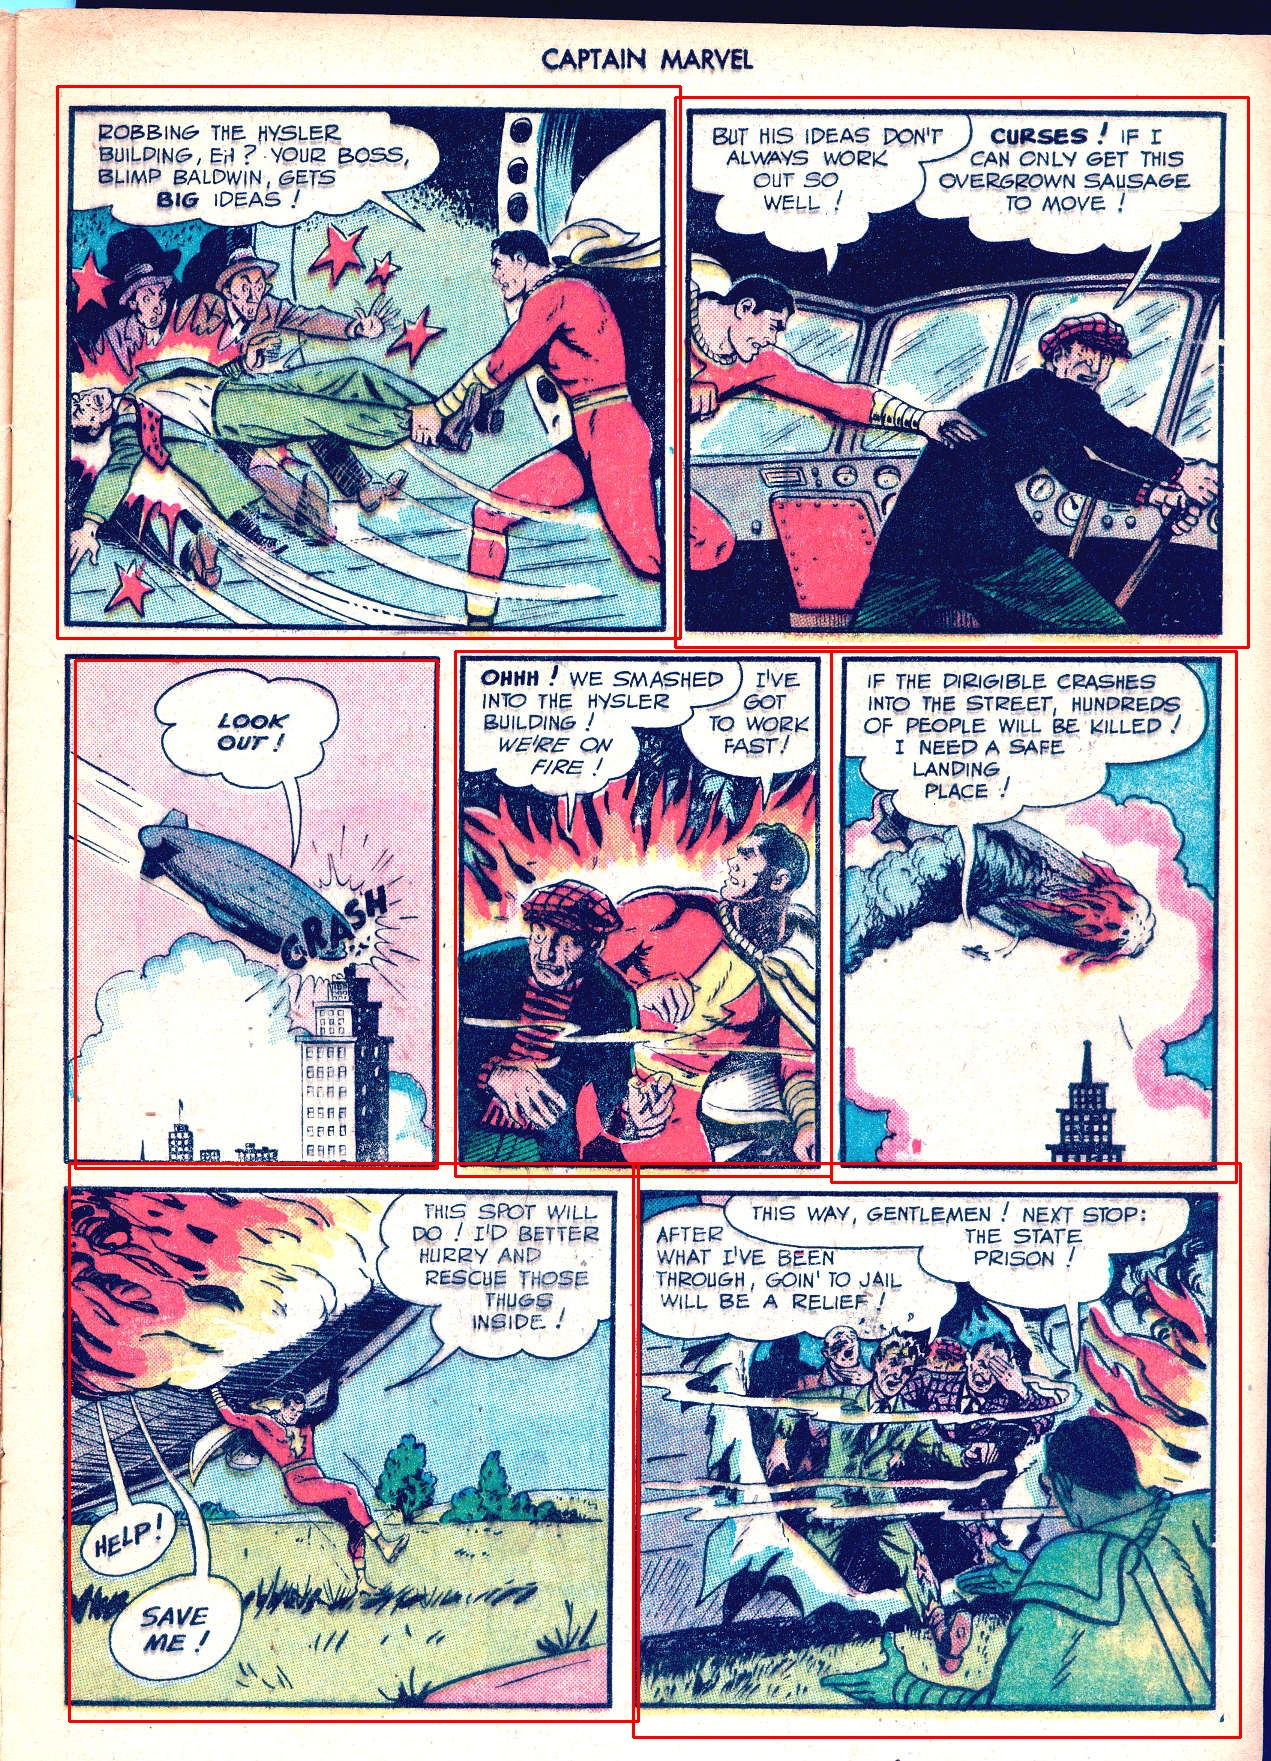 CAPTAIN MARVEL
ROBBING THE HYSLER
BUILDING, EH? YOUR BOSS,
BLIMP BALDWIN, GETS
BIG IDEAS!
BUT HIS IDEAS DON'T
ALWAYS WORK
OUT SO
WELL!
CURSES! IF I
CAN ONLY GET THIS
OVERGROWN SAUSAGE
TO MOVE!
LOOK
OUT!
CRASH
OHHH! WE SMASHED
INTO THE HYSLER
BUILDING!
WE'RE ON
FIRE!
I'VE
GOT
TO WORK
FAST!
IF THE DIRIGIBLE CRASHES
INTO THE STREET, HUNDREDS
OF PEOPLE WILL BE KILLED!
I NEED A SAFE
LANDING
PLACE!
THIS SPOT WILL
DO! I'D BETTER
HURRY AND
RESCUE THOSE
THUGS
INSIDE!
HELP!
SAVE
ME!
THIS WAY, GENTLEMEN! NEXT STOP:
THE STATE
PRISON!
AFTER
WHAT I'VE BEEN
THROUGH, GOIN' TO JAIL
WILL BE A RELIEF!